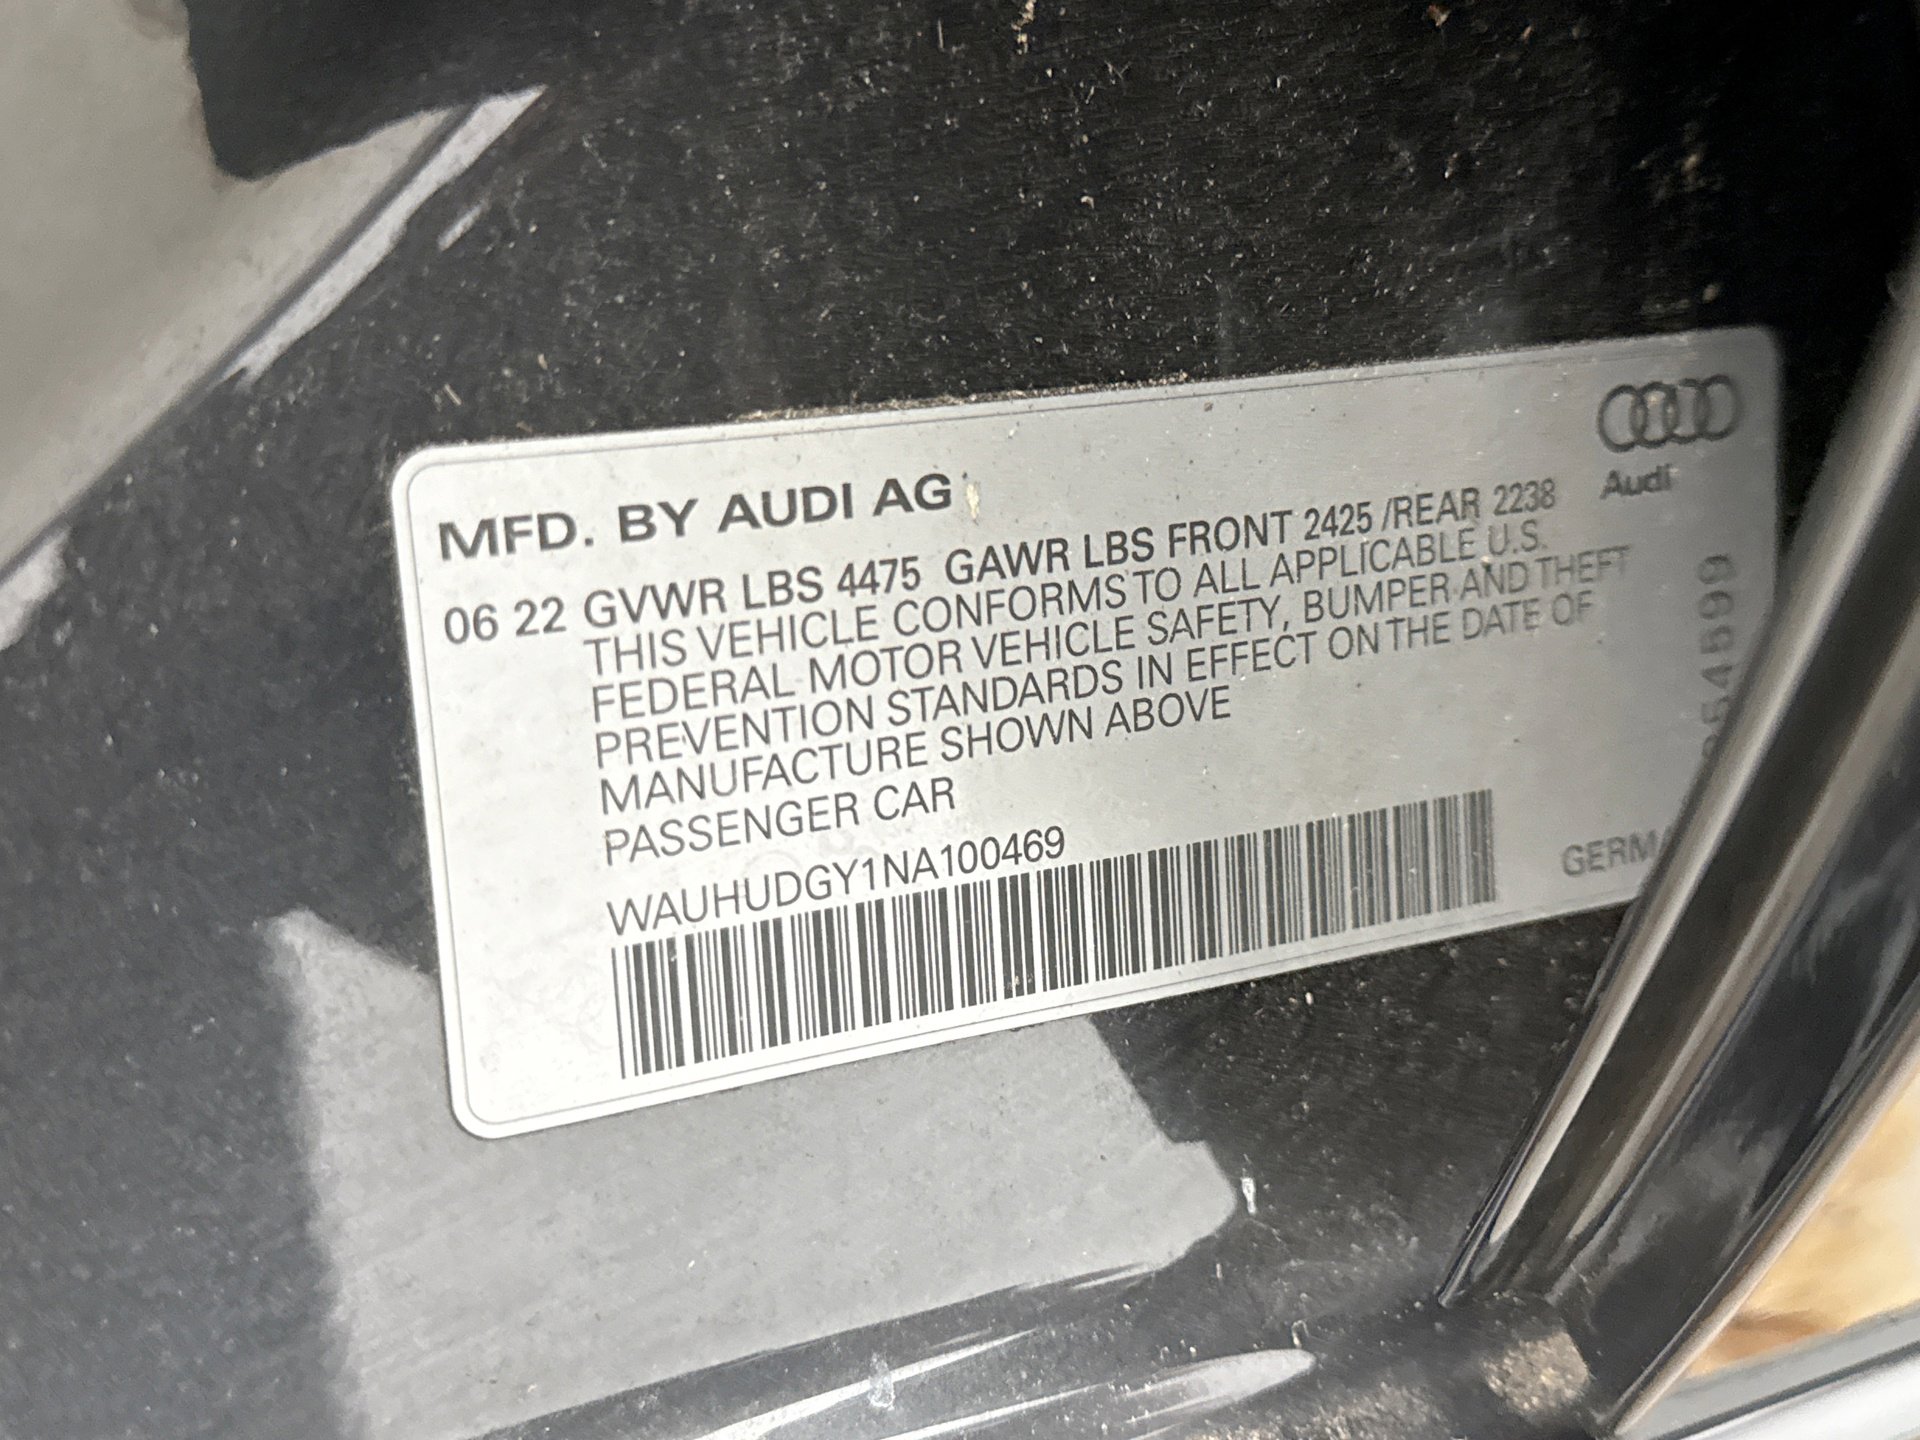 Audi
MFD. BY AUDI AG
06 22 GVWR LBS 4475 GAWR LBS FRONT 2425 /REAR 2238
THIS VEHICLE CONFORMS TO ALL APPLICABLE U.S.
FEDERAL MOTOR VEHICLE SAFETY, BUMPER AND THEFT
PREVENTION STANDARDS IN EFFECT ON THE DATE OF
MANUFACTURE SHOWN ABOVE
PASSENGER CAR
WAUHUDGY1NA100469